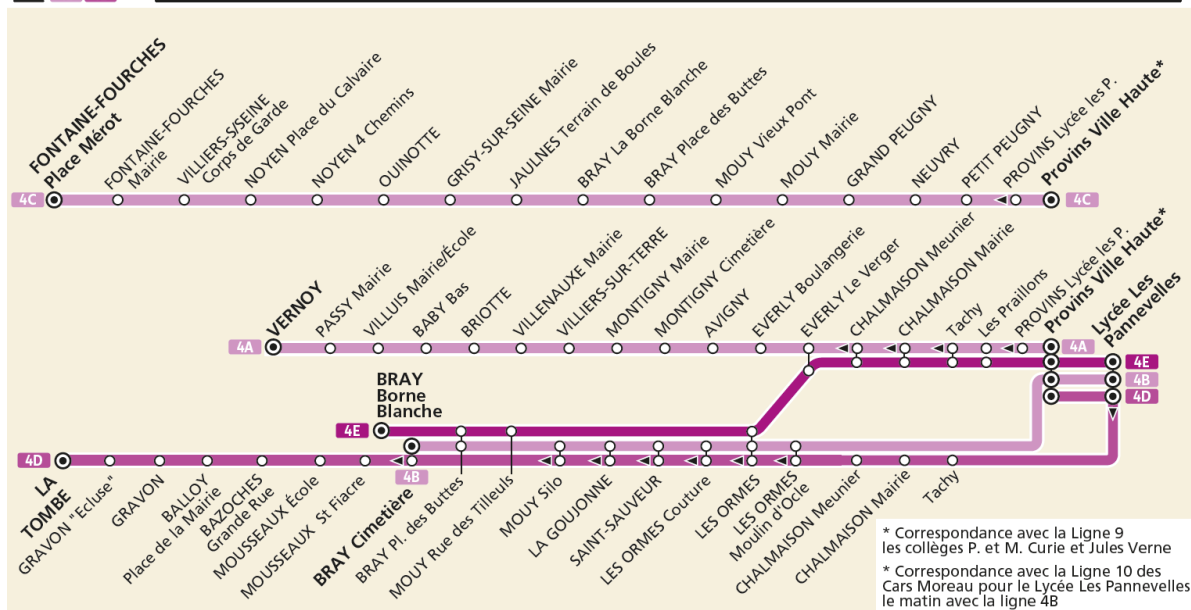 FONTAINE-FOURCHES
Place Mérot
FONTAINE-FOURCHES
Mairie
VILLIERS-S/SEINE
Corps de Garde
NOYEN Place du Calvaire
NOYEN 4 Chemins
OUINOTTE
GRISY-SUR-SEINE Mairie
JAULNES Terrain de Boules
BRAY La Borne Blanche
BRAY Place des Buttes
MOUY Vieux Pont
MOUY Mairie
GRAND PEUGNY
NEUVRY
PETIT PEUGNY
PROVINS Lycée les P.
Provins Ville Haute*
4C
4C
VERNOY
PASSY Mairie
VILLUIS Mairie/École
BABY Bas
BRIOTTE
VILLENAUXE Mairie
VILLIERS-SUR-TERRE
MONTIGNY Mairie
MONTIGNY Cimetière
AVIGNY
EVERLY Boulangerie
EVERLY Le Verger
CHALMAISON Meunier
CHALMAISON Mairie
Tachy
Les Praillons
PROVINS Lycée les P.
Provins Ville Haute*
Lycée Les
Pannevelles
4A
4A
4E
4B
4D
BRAY
Borne
Blanche
4E
4D
4B
LA
TOMBE
GRAVON "Ecluse"
GRAVON
BALLOY
Place de la Mairie
BAZOCHES
Grande Rue
MOUSSEAUX École
MOUSSEAUX St Fiacre
BRAY Cimetière
BRAY Pl. des Buttes
MOUY Rue des Tilleuls
MOUY Silo
LA GOUJONNE
SAINT-SAUVEUR
LES ORMES Couture
LES ORMES
LES ORMES
Moulin d'Ocle
CHALMAISON Meunier
CHALMAISON Mairie
Tachy
* Correspondance avec la Ligne 9
les collèges P. et M. Curie et Jules Verne
* Correspondance avec la Ligne 10 des
Cars Moreau pour le Lycée Les Pannevelles
le matin avec la ligne 4B